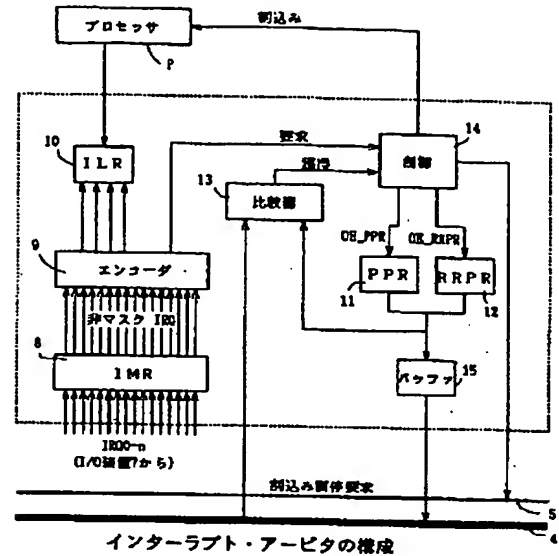 プロセッサ
P
割込み
10
ILR
要求
14
制御
13
比較器
OE_PPR
OE_RRPR
9
エンコーダ
PPR
11
RRPR
12
非マスク IRQ
8
IMR
バッファ
15
IRQ0-n
(I/O装置7から)
割込み調停要求
5
4
インターラプト・アービタの構成